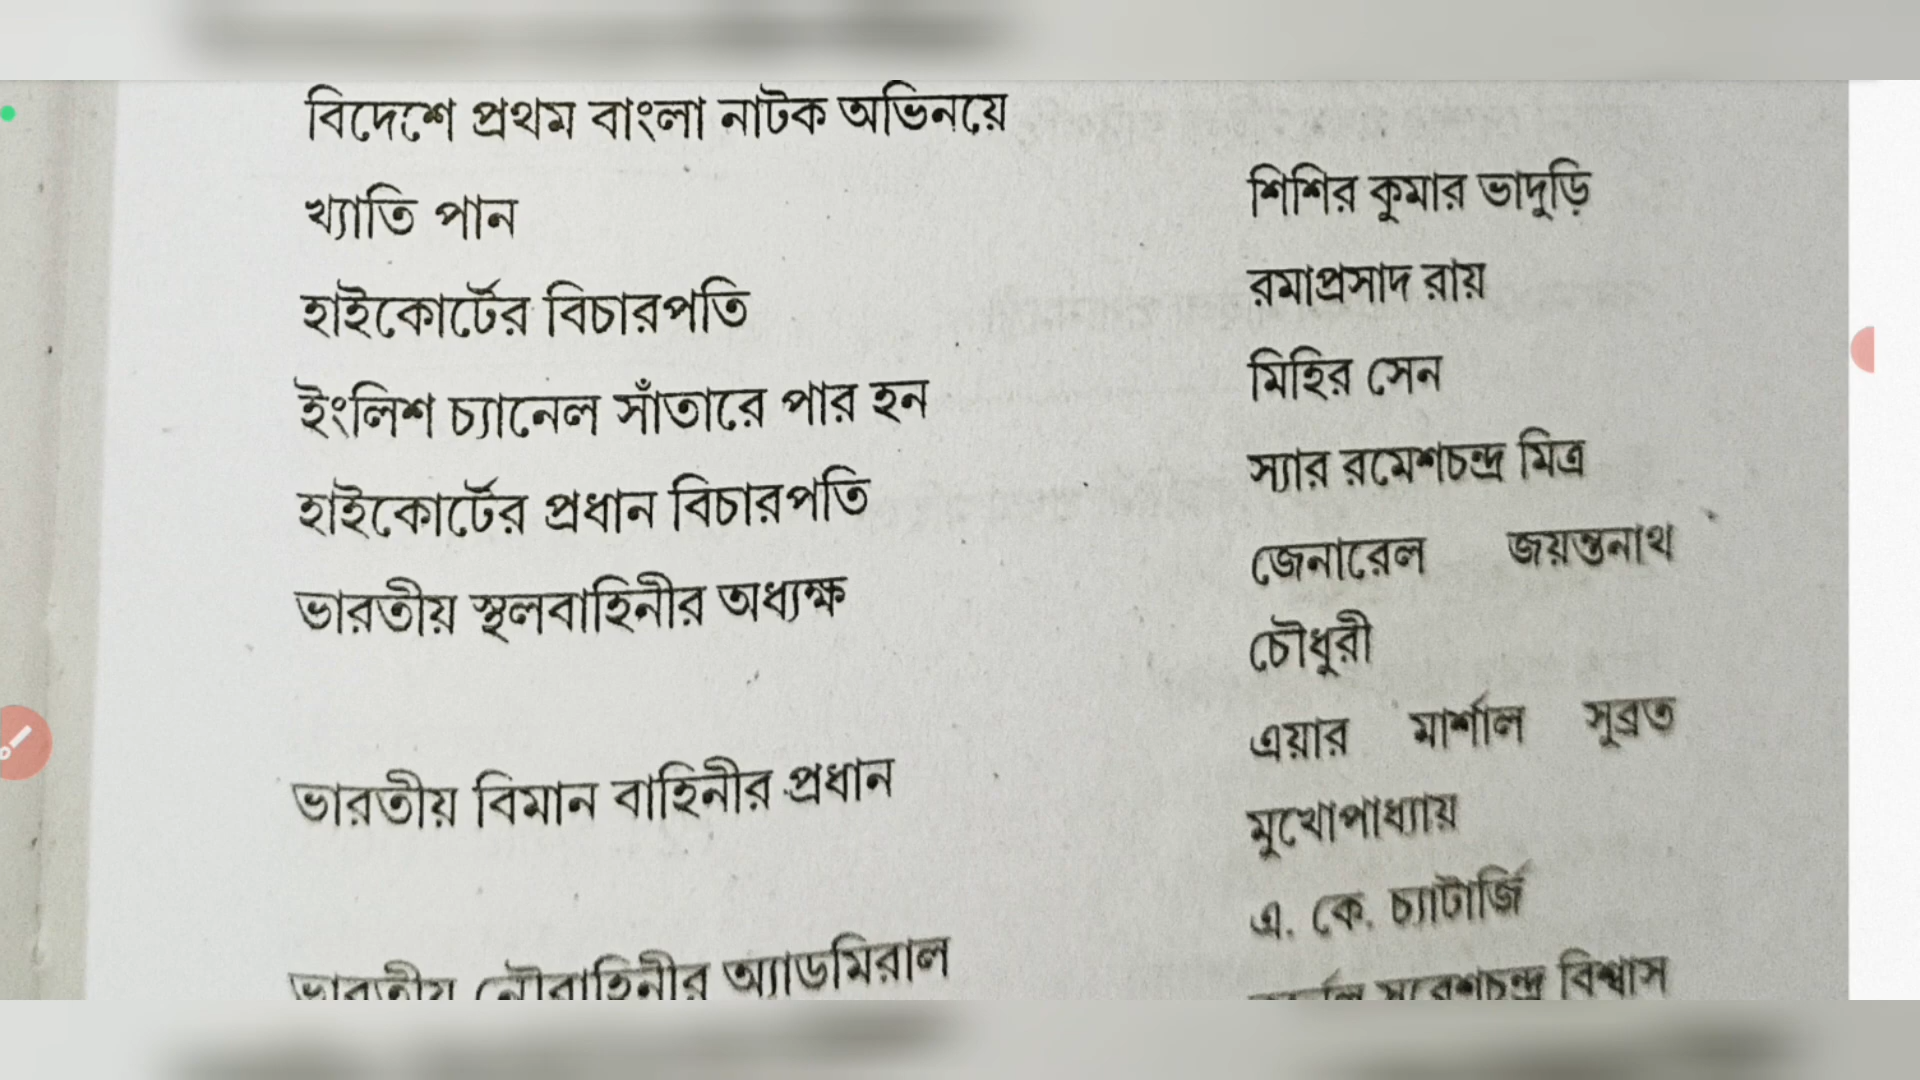 বিদেশে প্রথম বাংলা নাটক অভিনয়ে
খ্যাতি পান
শিশির কুমার ভাদুড়ি
হাইকোর্টের বিচারপতি
রমাপ্রসাদ রায়
ইংলিশ চ্যানেল সাঁতারে পার হন
মিহির সেন
হাইকোর্টের প্রধান বিচারপতি
স্যার রমেশচন্দ্র মিত্র
ভারতীয় স্থলবাহিনীর অধ্যক্ষ
জেনারেল জয়ন্তনাথ
চৌধুরী
ভারতীয় বিমান বাহিনীর প্রধান
এয়ার মার্শাল সুব্রত
মুখোপাধ্যায়
ভারতীয় নৌবাহিনীর অ্যাডমিরাল
এ. কে. চ্যাটার্জি
সুরেশচন্দ্র বিশ্বাস